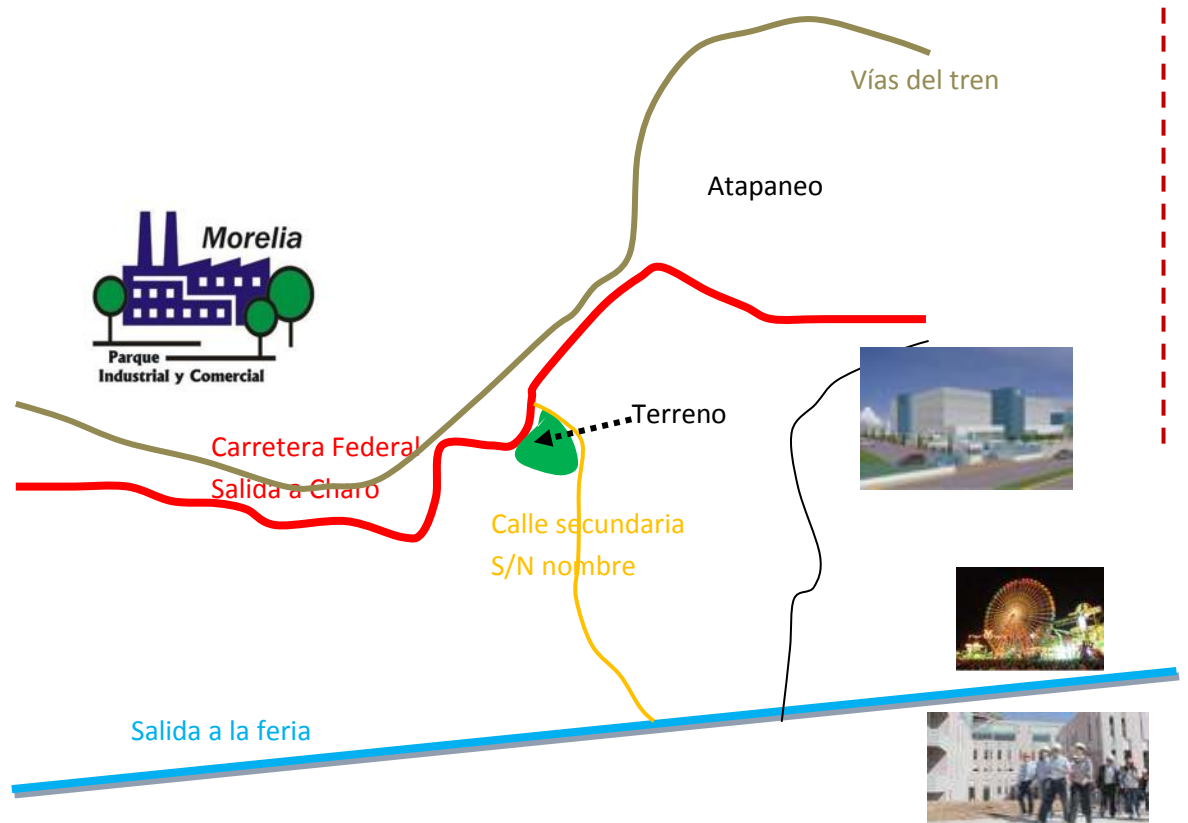 Vías del tren
Atapaneo
Morelia
Parque
Industrial y Comercial
Terreno
Carretera Federal
Salida a Charo
Calle secundaria
S/N nombre
Salida a la feria